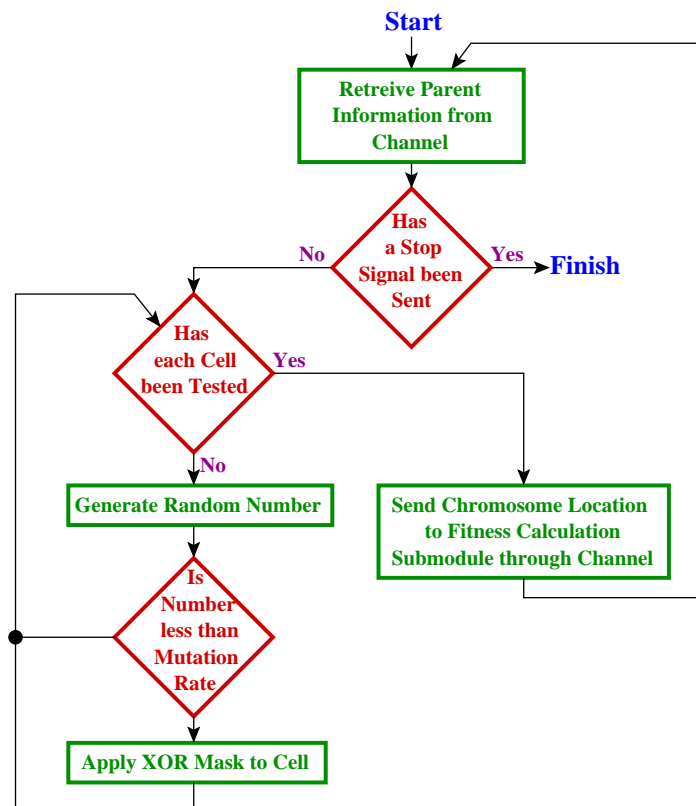 Start
Retreive Parent
Information from
Channel
Has
a Stop
Signal been
Sent
No
Yes
Finish
Has
each Cell
been Tested
Yes
No
Generate Random Number
Send Chromosome Location
to Fitness Calculation
Submodule through Channel
Is
Number
less than
Mutation
Rate
Apply XOR Mask to Cell